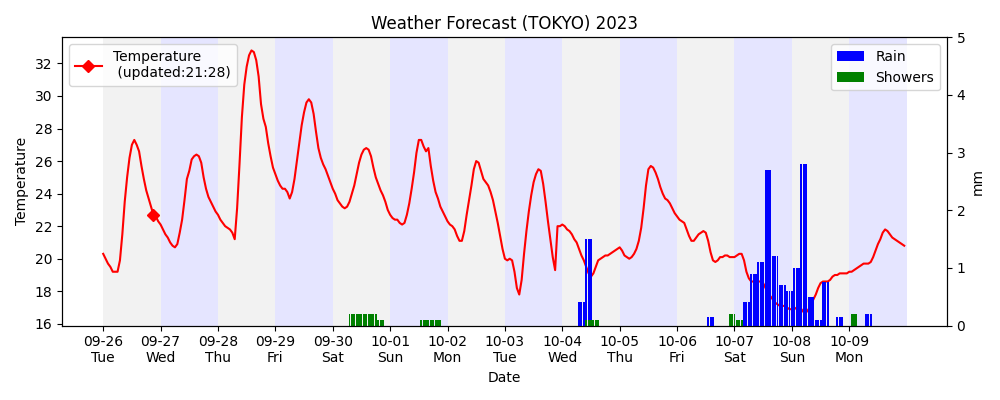 Weather Forecast (TOKYO) 2023
Temperature
(updated:21:28)
Rain
Showers
Temperature
32
30
28
26
24
22
20
18
16
5
4
3
2
1
0
mm
09-26 09-27 09-28 09-29 09-30 10-01 10-02 10-03 10-04 10-05 10-06 10-07 10-08 10-09
Tue Wed Thu Fri Sat Sun Mon Tue Wed Thu Fri Sat Sun Mon
Date